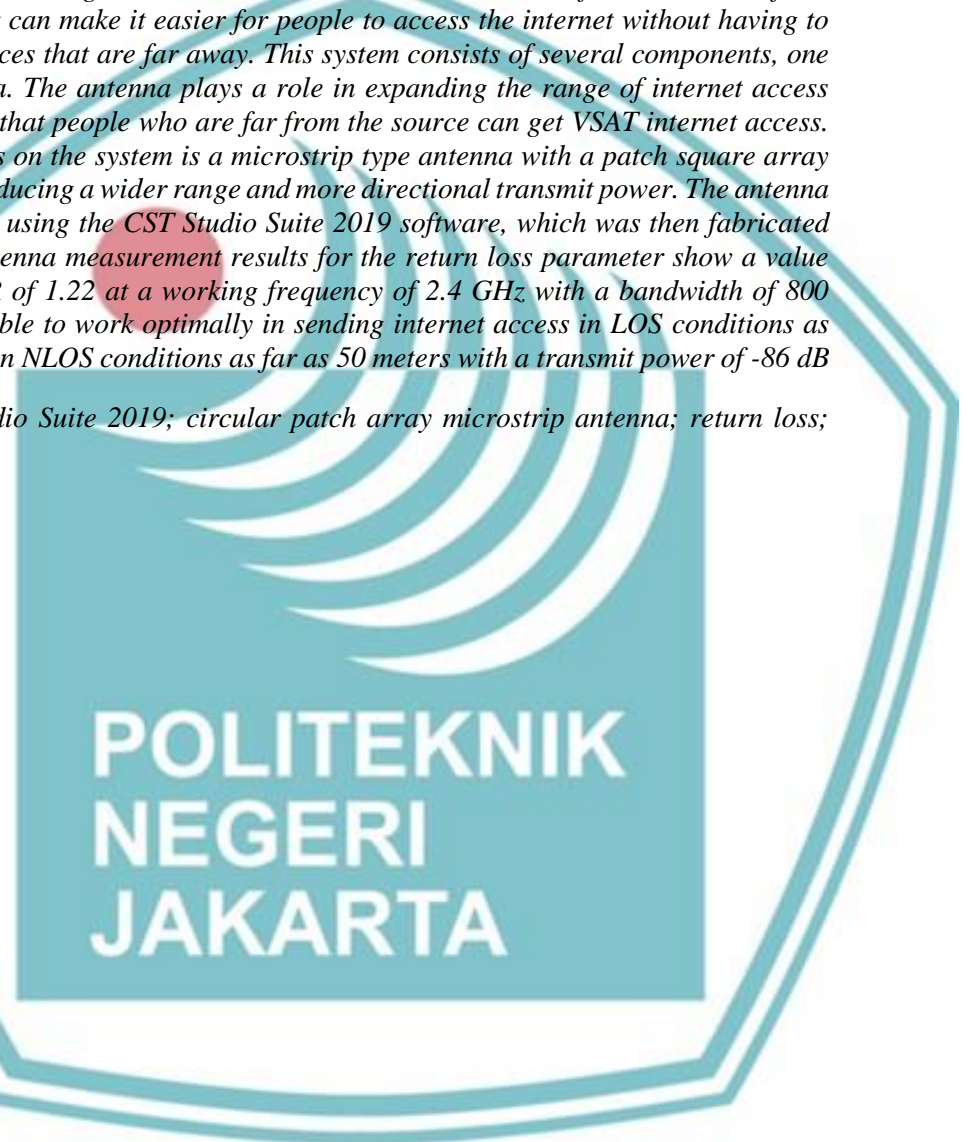 can make it easier for people to access the internet without having to
ces that are far away. This system consists of several components, one
a. The antenna plays a role in expanding the range of internet access
that people who are far from the source can get VSAT internet access.
s on the system is a microstrip type antenna with a patch square array
ducing a wider range and more directional transmit power. The antenna
using the CST Studio Suite 2019 software, which was then fabricated
enna measurement results for the return loss parameter show a value
of 1.22 at a working frequency of 2.4 GHz with a bandwidth of 800
ble to work optimally in sending internet access in LOS conditions as
n NLOS conditions as far as 50 meters with a transmit power of -86 dB
dio Suite 2019; circular patch array microstrip antenna; return loss;
POLITEKNIK
NEGERI
JAKARTA